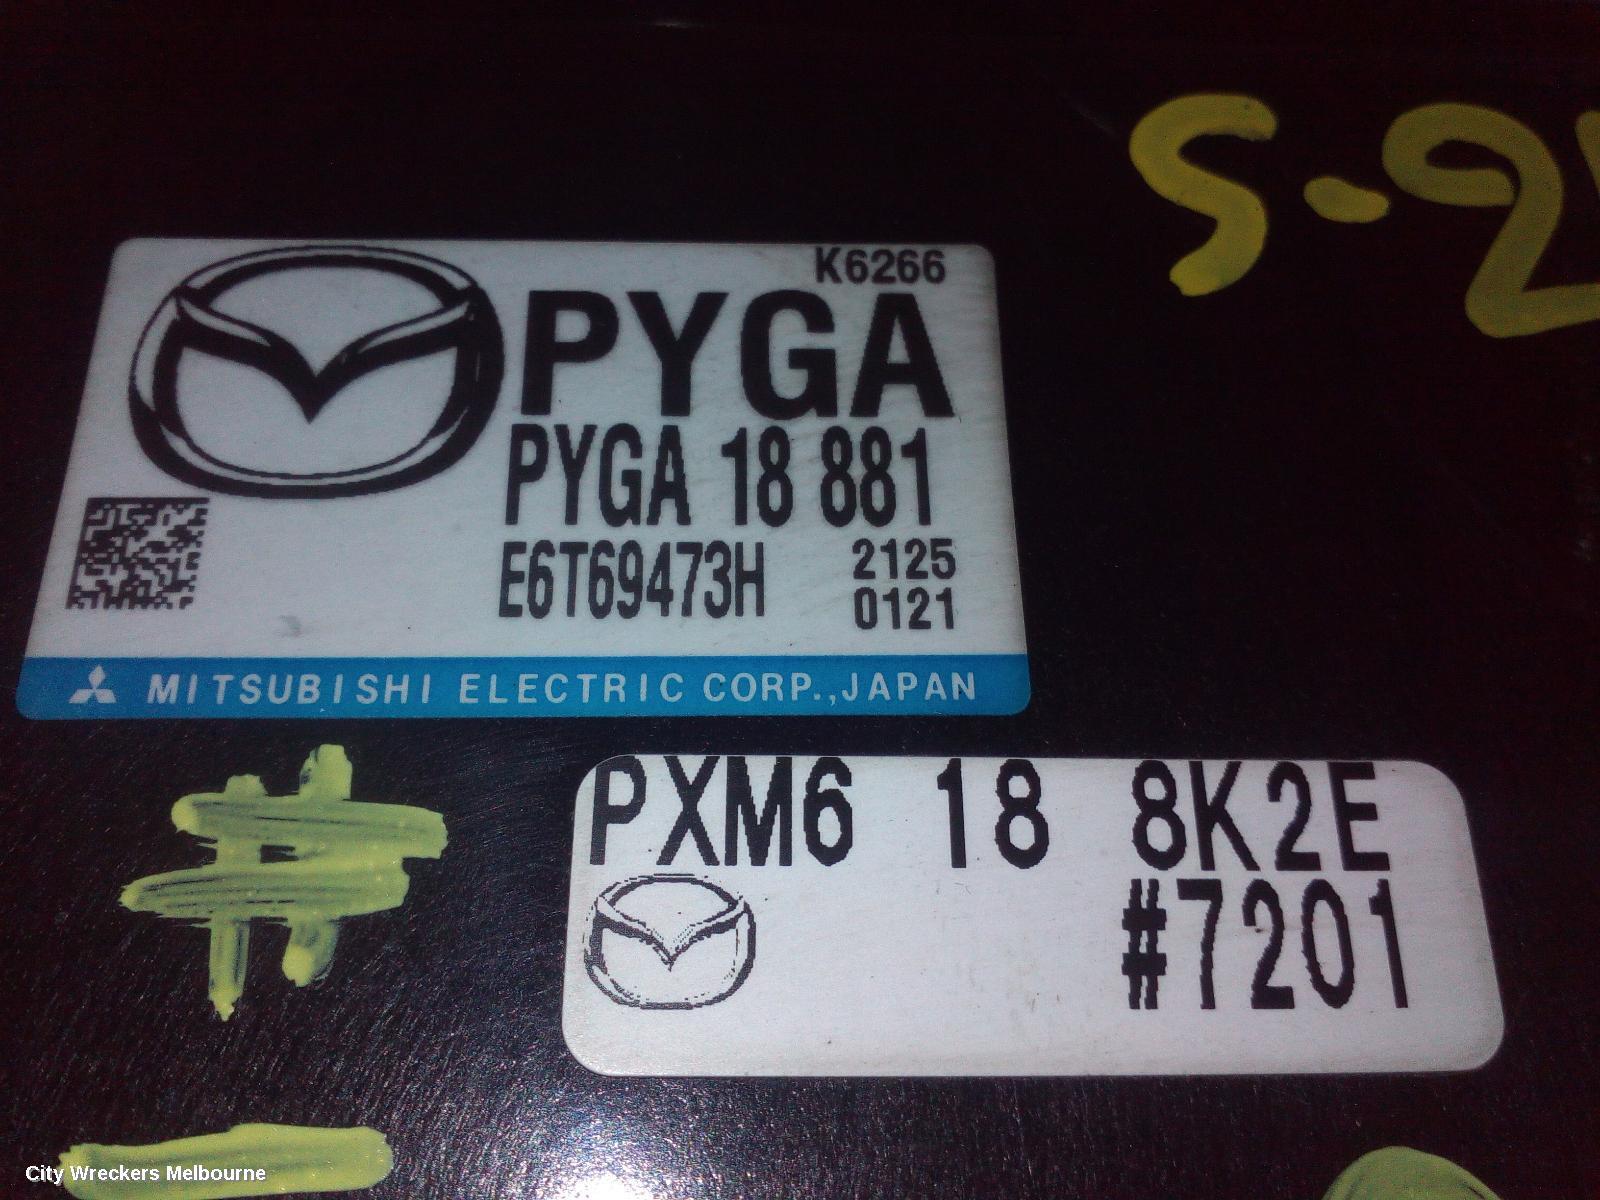 K6266
PYGA
PYGA 18 881
E6T69473H 2125
0121
MITSUBISHI ELECTRIC CORP.,JAPAN
#
PXM6 18 8K2E
#7201
City Wreckers Melbourne